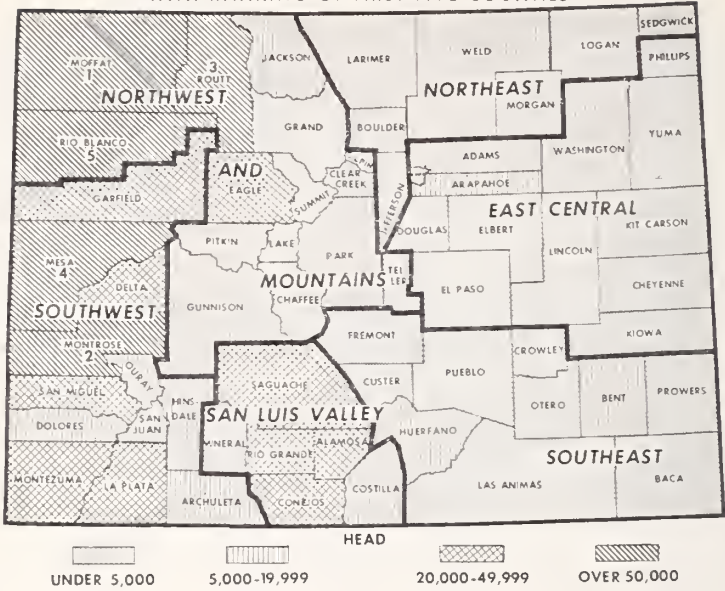 SEDGWICK
JACKSON LARIMER WELD LOGAN PHILLIPS
MOFFAT
1
3
ROUTT
NORTHWEST
NORTHEAST
MORGAN
RIO BLANCO
5
GRAND BOULDER
WASHINGTON YUMA
ADAMS
AND
EAGLE
CLEAR
CREEK
ARAPAHOE
GARFIELD
SUMMIT
EAST CENTRAL
DOUGLAS ELBERT KIT CARSON
PITKIN LAKE PARK
LINCOLN
MESA
4
DELTA
MOUNTAINS
TEL
LER
EL PASO CHEYENNE
SOUTHWEST
GUNNISON CHAFFEE
MONTROSE
2
FREMONT
CROWLEY KIOWA
OURAY
PUEBLO
SAN MIGUEL
SAGUACHE CUSTER
HINS
DALE
OTERO BENT PROWERS
DOLORES
SAN
JUAN
SAN LUIS VALLEY
MINERAL RIO GRANDE ALAMOSA
HUERFANO
SOUTHEAST
MONTEZUMA LA PLATA
ARCHULETA CONEJOS COSTILLA
LAS ANIMAS BACA
HEAD
UNDER 5,000 5,000-19,999 20,000-49,999 OVER 50,000